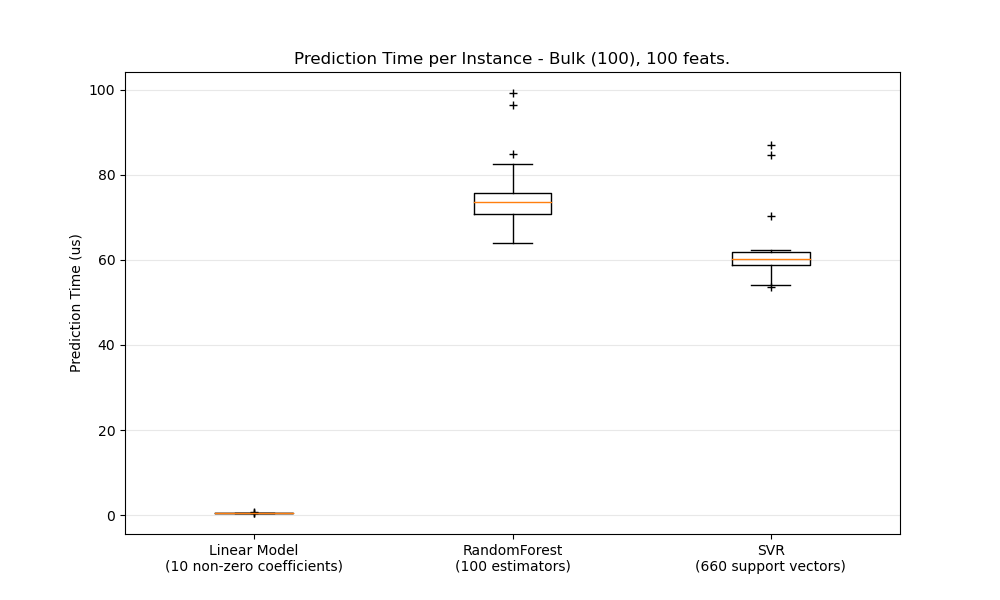 Prediction Time per Instance - Bulk (100), 100 feats.
Prediction Time (us)
100
80
60
40
20
0
Linear Model
(10 non-zero coefficients)
RandomForest
(100 estimators)
SVR
(660 support vectors)